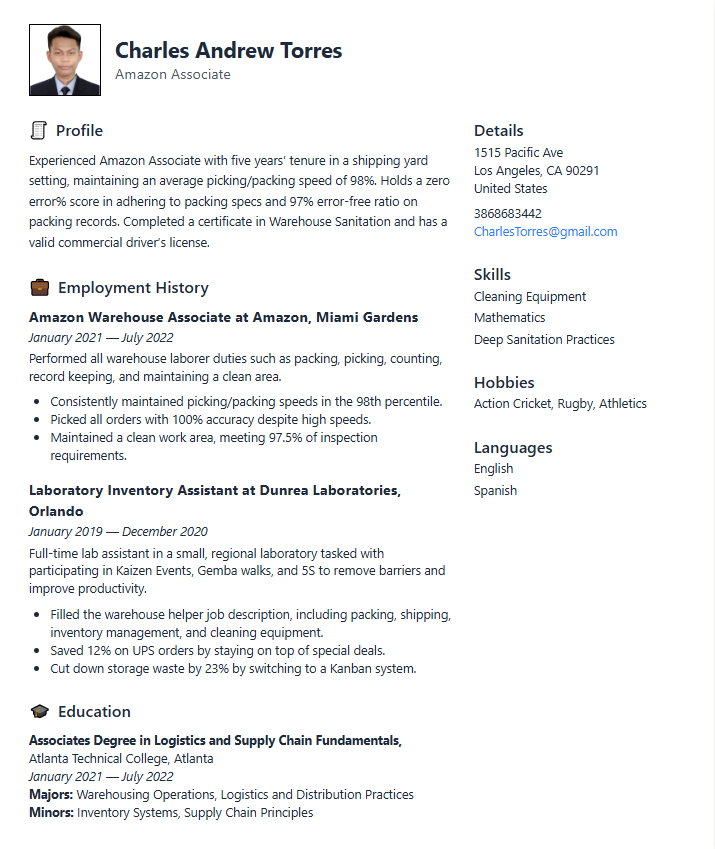 Charles Andrew Torres
Amazon Associate
Profile
Experienced Amazon Associate with five years' tenure in a shipping yard
setting, maintaining an average picking/packing speed of 98%. Holds a zero
error% score in adhering to packing specs and 97% error-free ratio on
packing records. Completed a certificate in Warehouse Sanitation and has a
valid commercial driver's license.
Employment History
Amazon Warehouse Associate at Amazon, Miami Gardens
January 2021 — July 2022
Performed all warehouse laborer duties such as packing, picking, counting,
record keeping, and maintaining a clean area.
• Consistently maintained picking/packing speeds in the 98th percentile.
• Picked all orders with 100% accuracy despite high speeds.
• Maintained a clean work area, meeting 97.5% of inspection
requirements.
Laboratory Inventory Assistant at Dunrea Laboratories,
Orlando
January 2019 — December 2020
Full-time lab assistant in a small, regional laboratory tasked with
participating in Kaizen Events, Gemba walks, and 5S to remove barriers and
improve productivity.
• Filled the warehouse helper job description, including packing, shipping,
inventory management, and cleaning equipment.
• Saved 12% on UPS orders by staying on top of special deals.
• Cut down storage waste by 23% by switching to a Kanban system.
Education
Associates Degree in Logistics and Supply Chain Fundamentals,
Atlanta Technical College, Atlanta
January 2021 — July 2022
Majors: Warehousing Operations, Logistics and Distribution Practices
Minors: Inventory Systems, Supply Chain Principles
Details
1515 Pacific Ave
Los Angeles, CA 90291
United States
3868683442
CharlesTorres@gmail.com
Skills
Cleaning Equipment
Mathematics
Deep Sanitation Practices
Hobbies
Action Cricket, Rugby, Athletics
Languages
English
Spanish